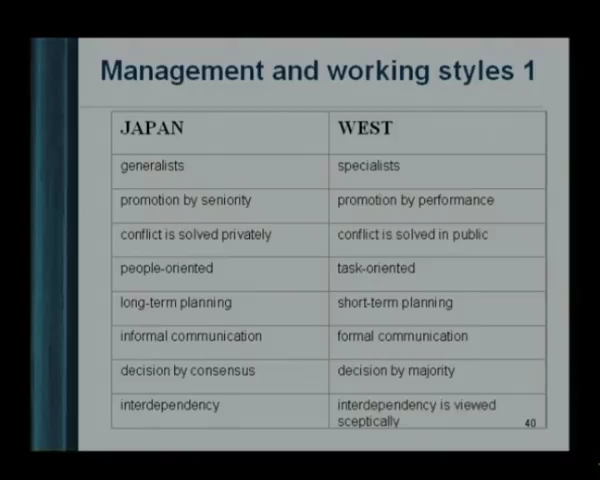 Management and working styles 1
JAPAN WEST
generalists specialists
promotion by seniority promotion by performance
conflict is solved privately conflict is solved in public
people-oriented task-oriented
long-term planning short-term planning
informal communication formal communication
decision by consensus decision by majority
interdependency interdependency is viewed
sceptically
40